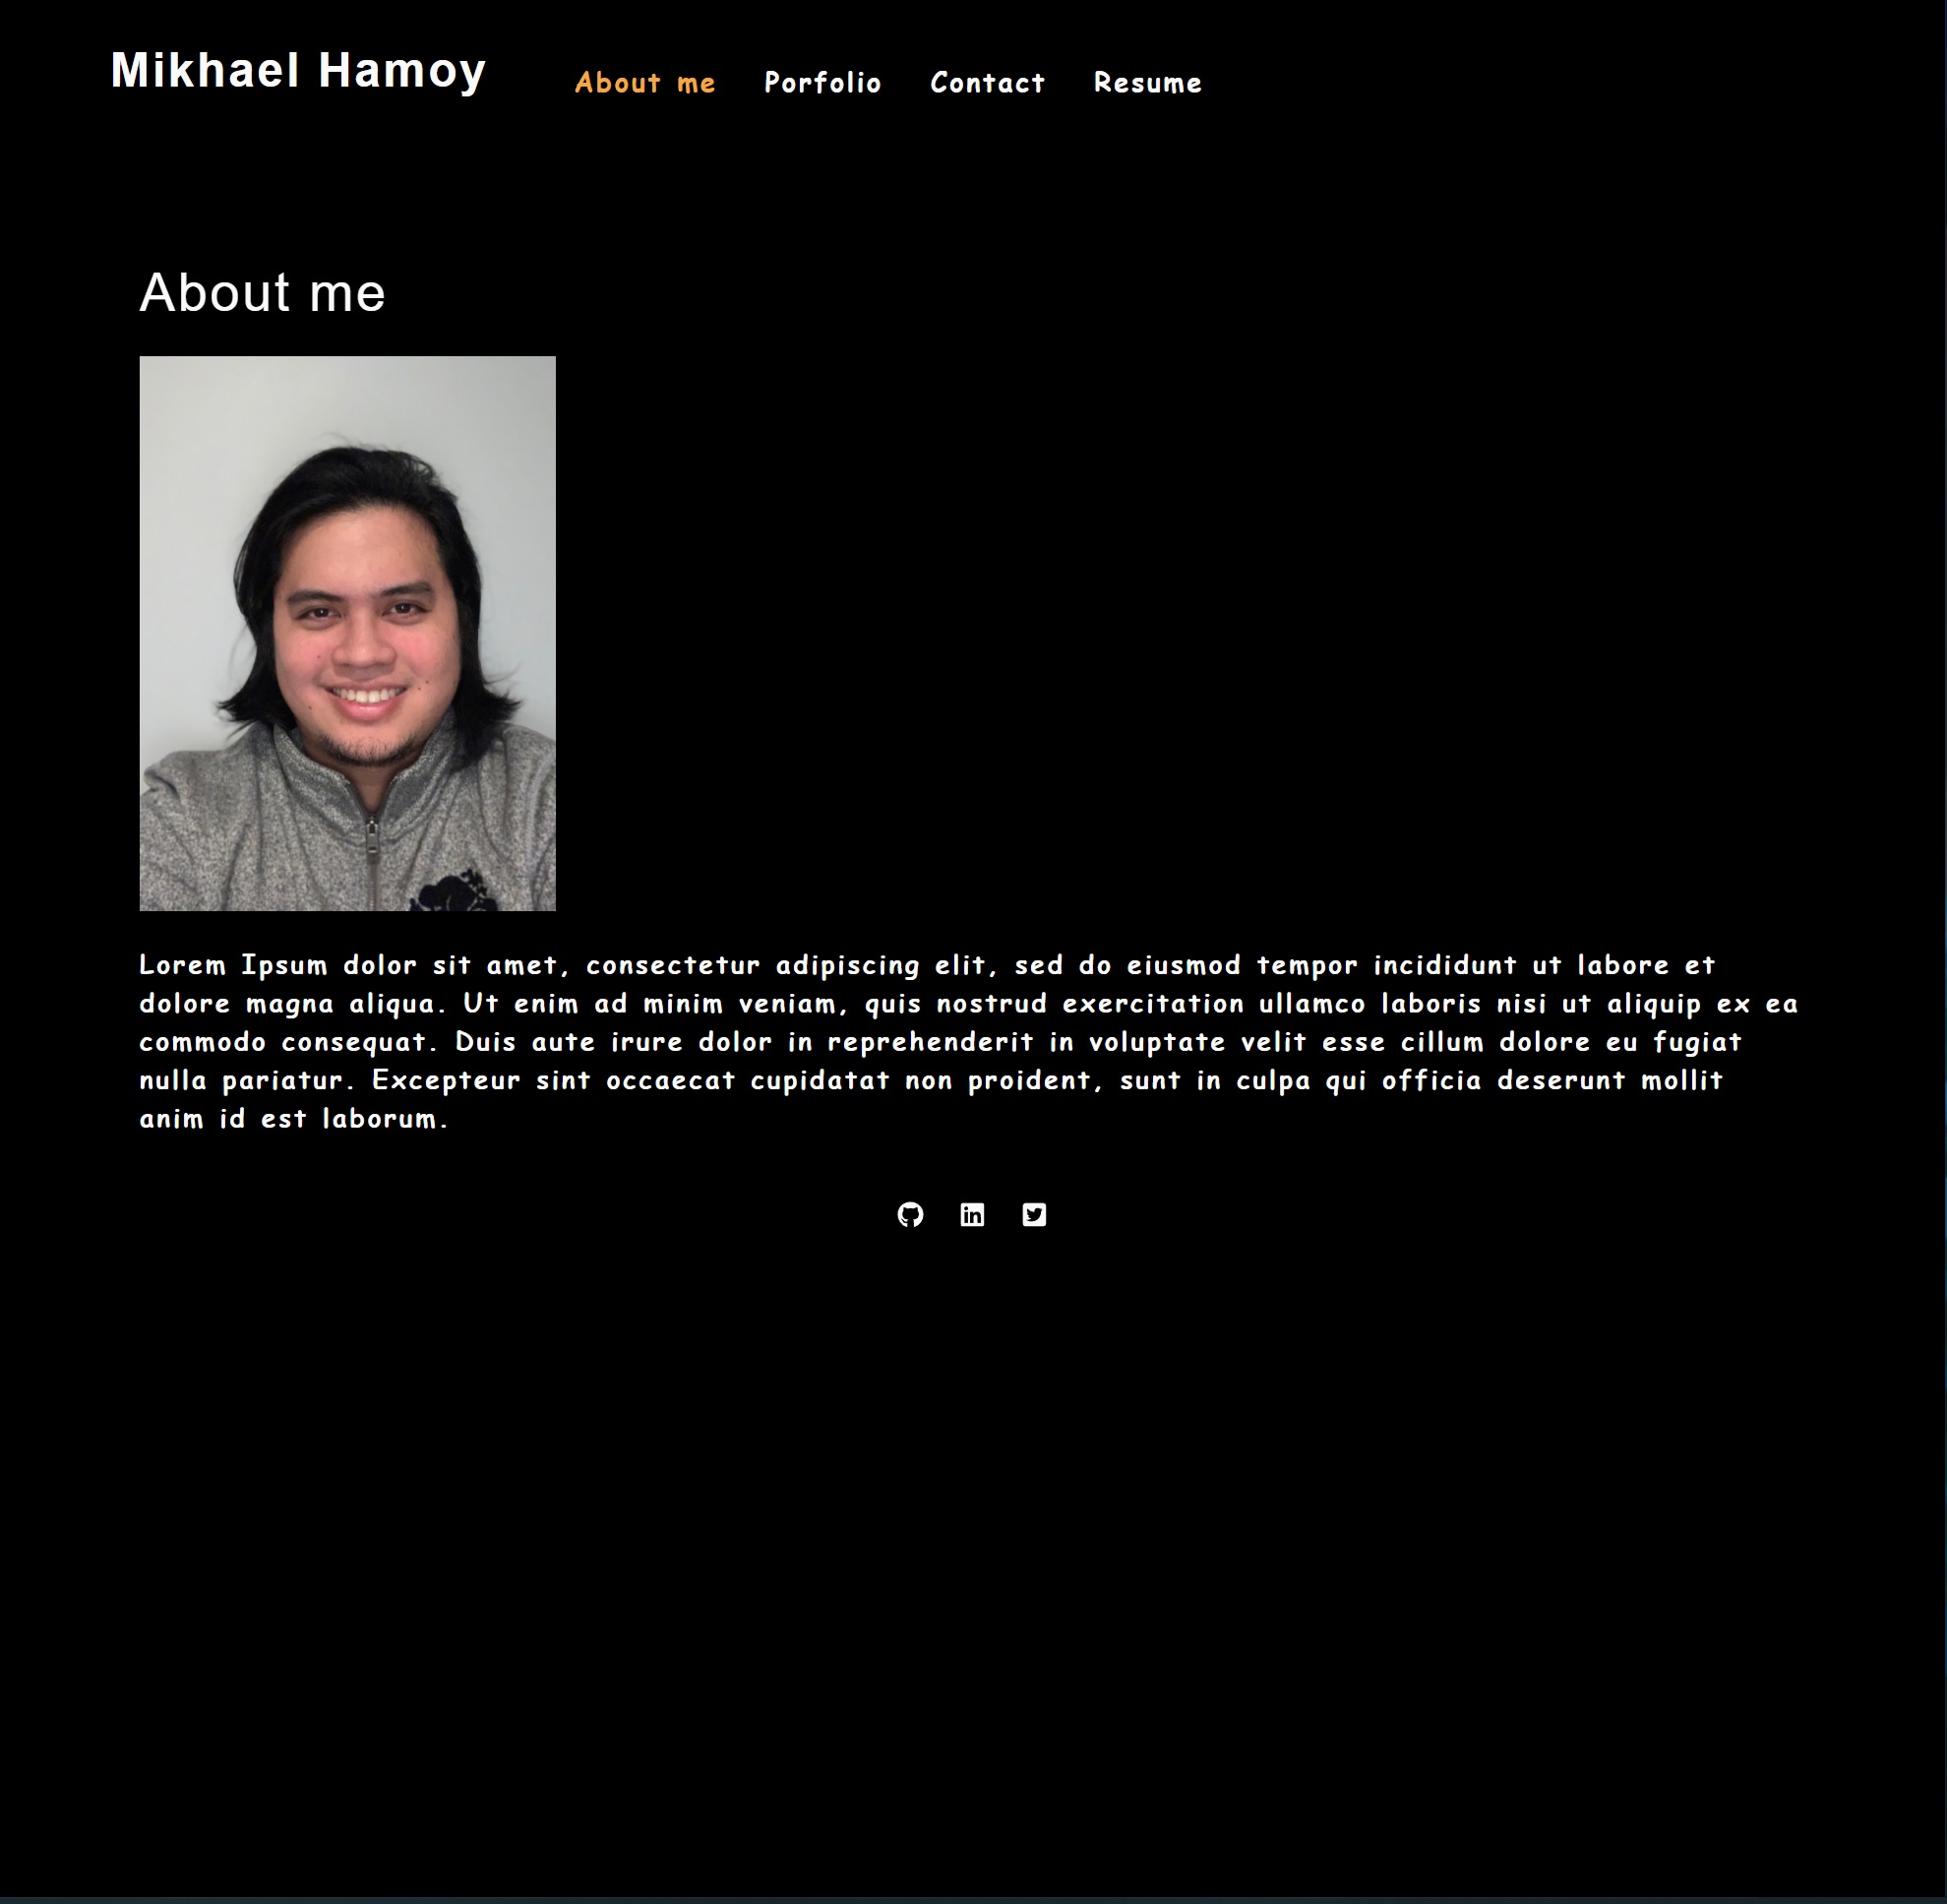 Mikhael Hamoy
About me Porfolio Contact Resume
About me
Lorem Ipsum dolor sit amet, consectetur adipiscing elit, sed do eiusmod tempor incididunt ut labore et
dolore magna aliqua. Ut enim ad minim veniam, quis nostrud exercitation ullamco laboris nisi ut aliquip ex ea
commodo consequat. Duis aute irure dolor in reprehenderit in voluptate velit esse cillum dolore eu fugiat
nulla pariatur. Excepteur sint occaecat cupidatat non proident, sunt in culpa qui officia deserunt mollit
anim id est laborum.
in